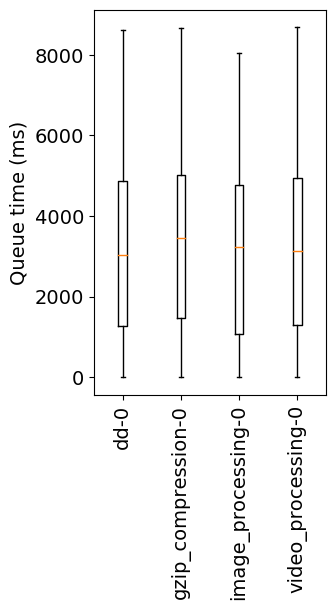 Queue time (ms)
8000
6000
4000
2000
0
dd-0
gzip_compression-0
image_processing-0
video_processing-0